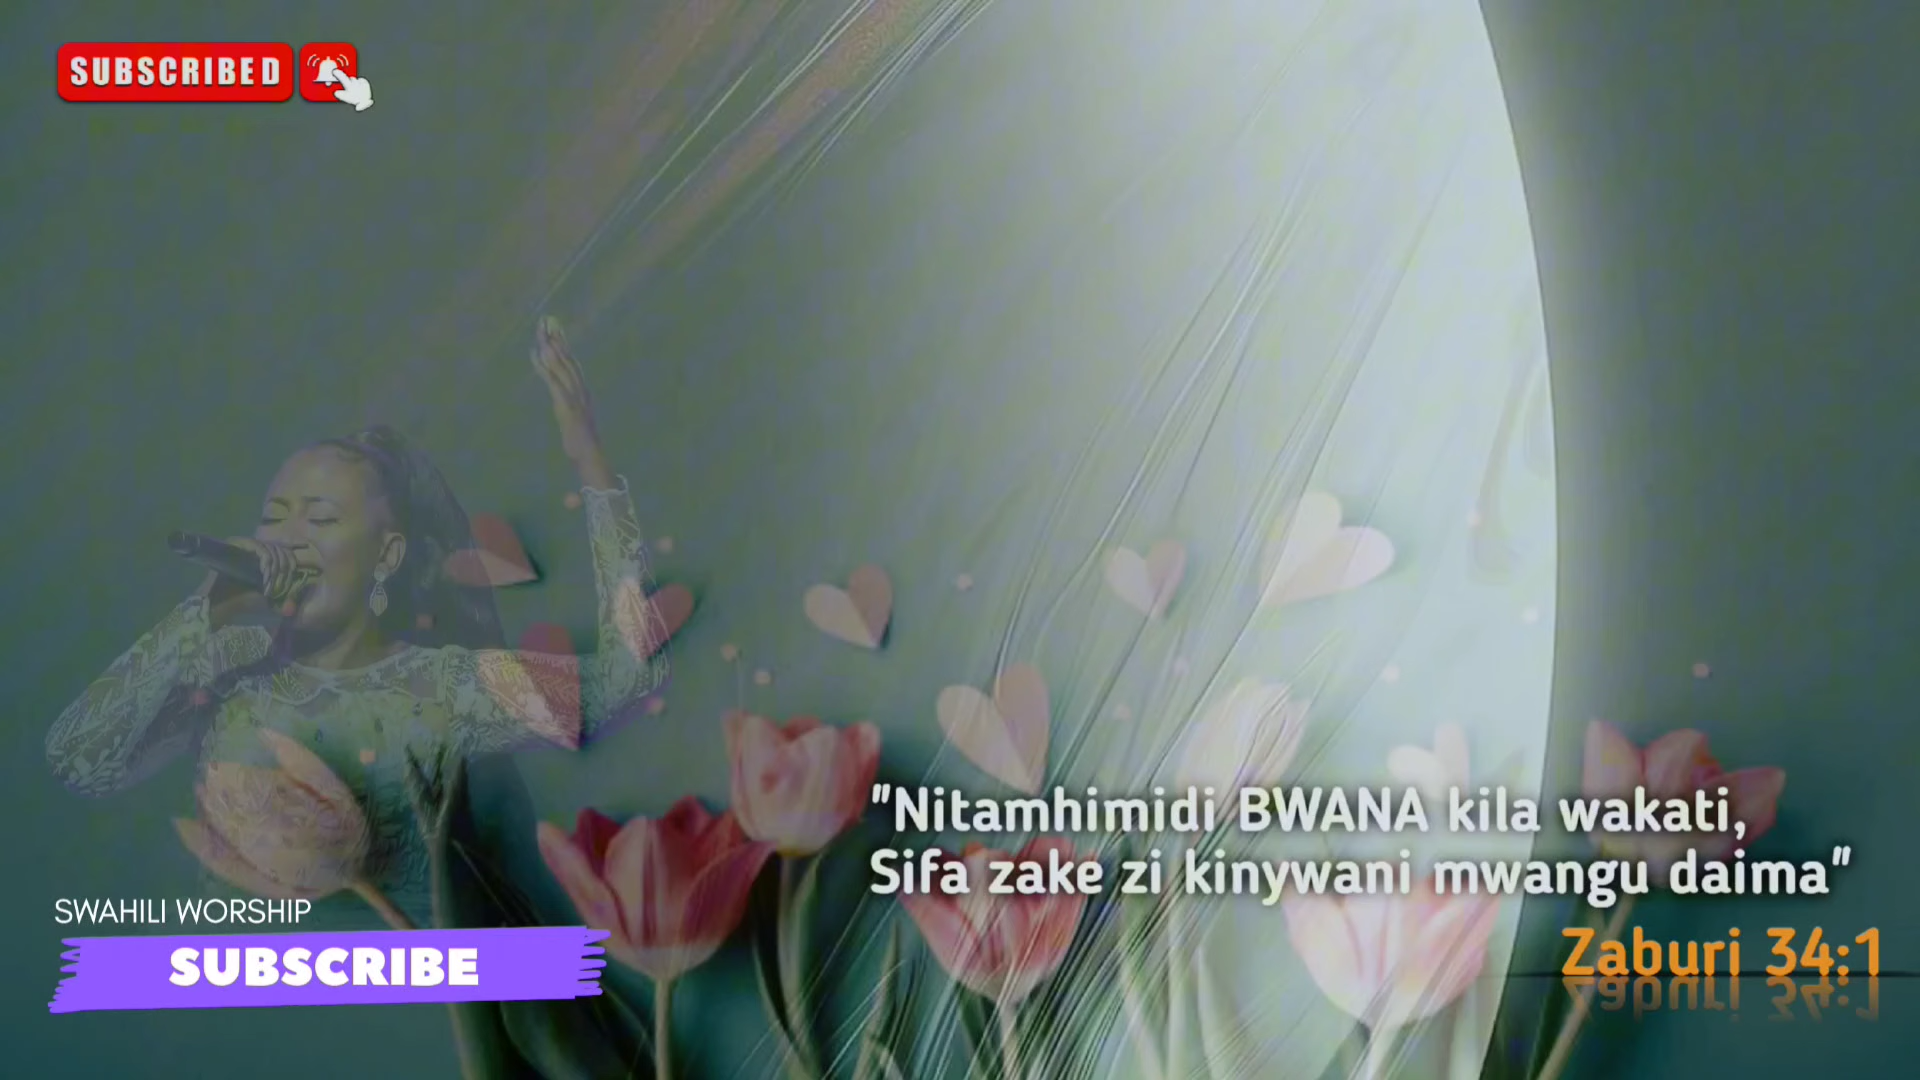 SUBSCRIBED
"Nitamhimidi BWANA kila wakati,
Sifa zake zi kinywani mwangu daima"
Zaburi 34:1
SWAHILI WORSHIP
SUBSCRIBE